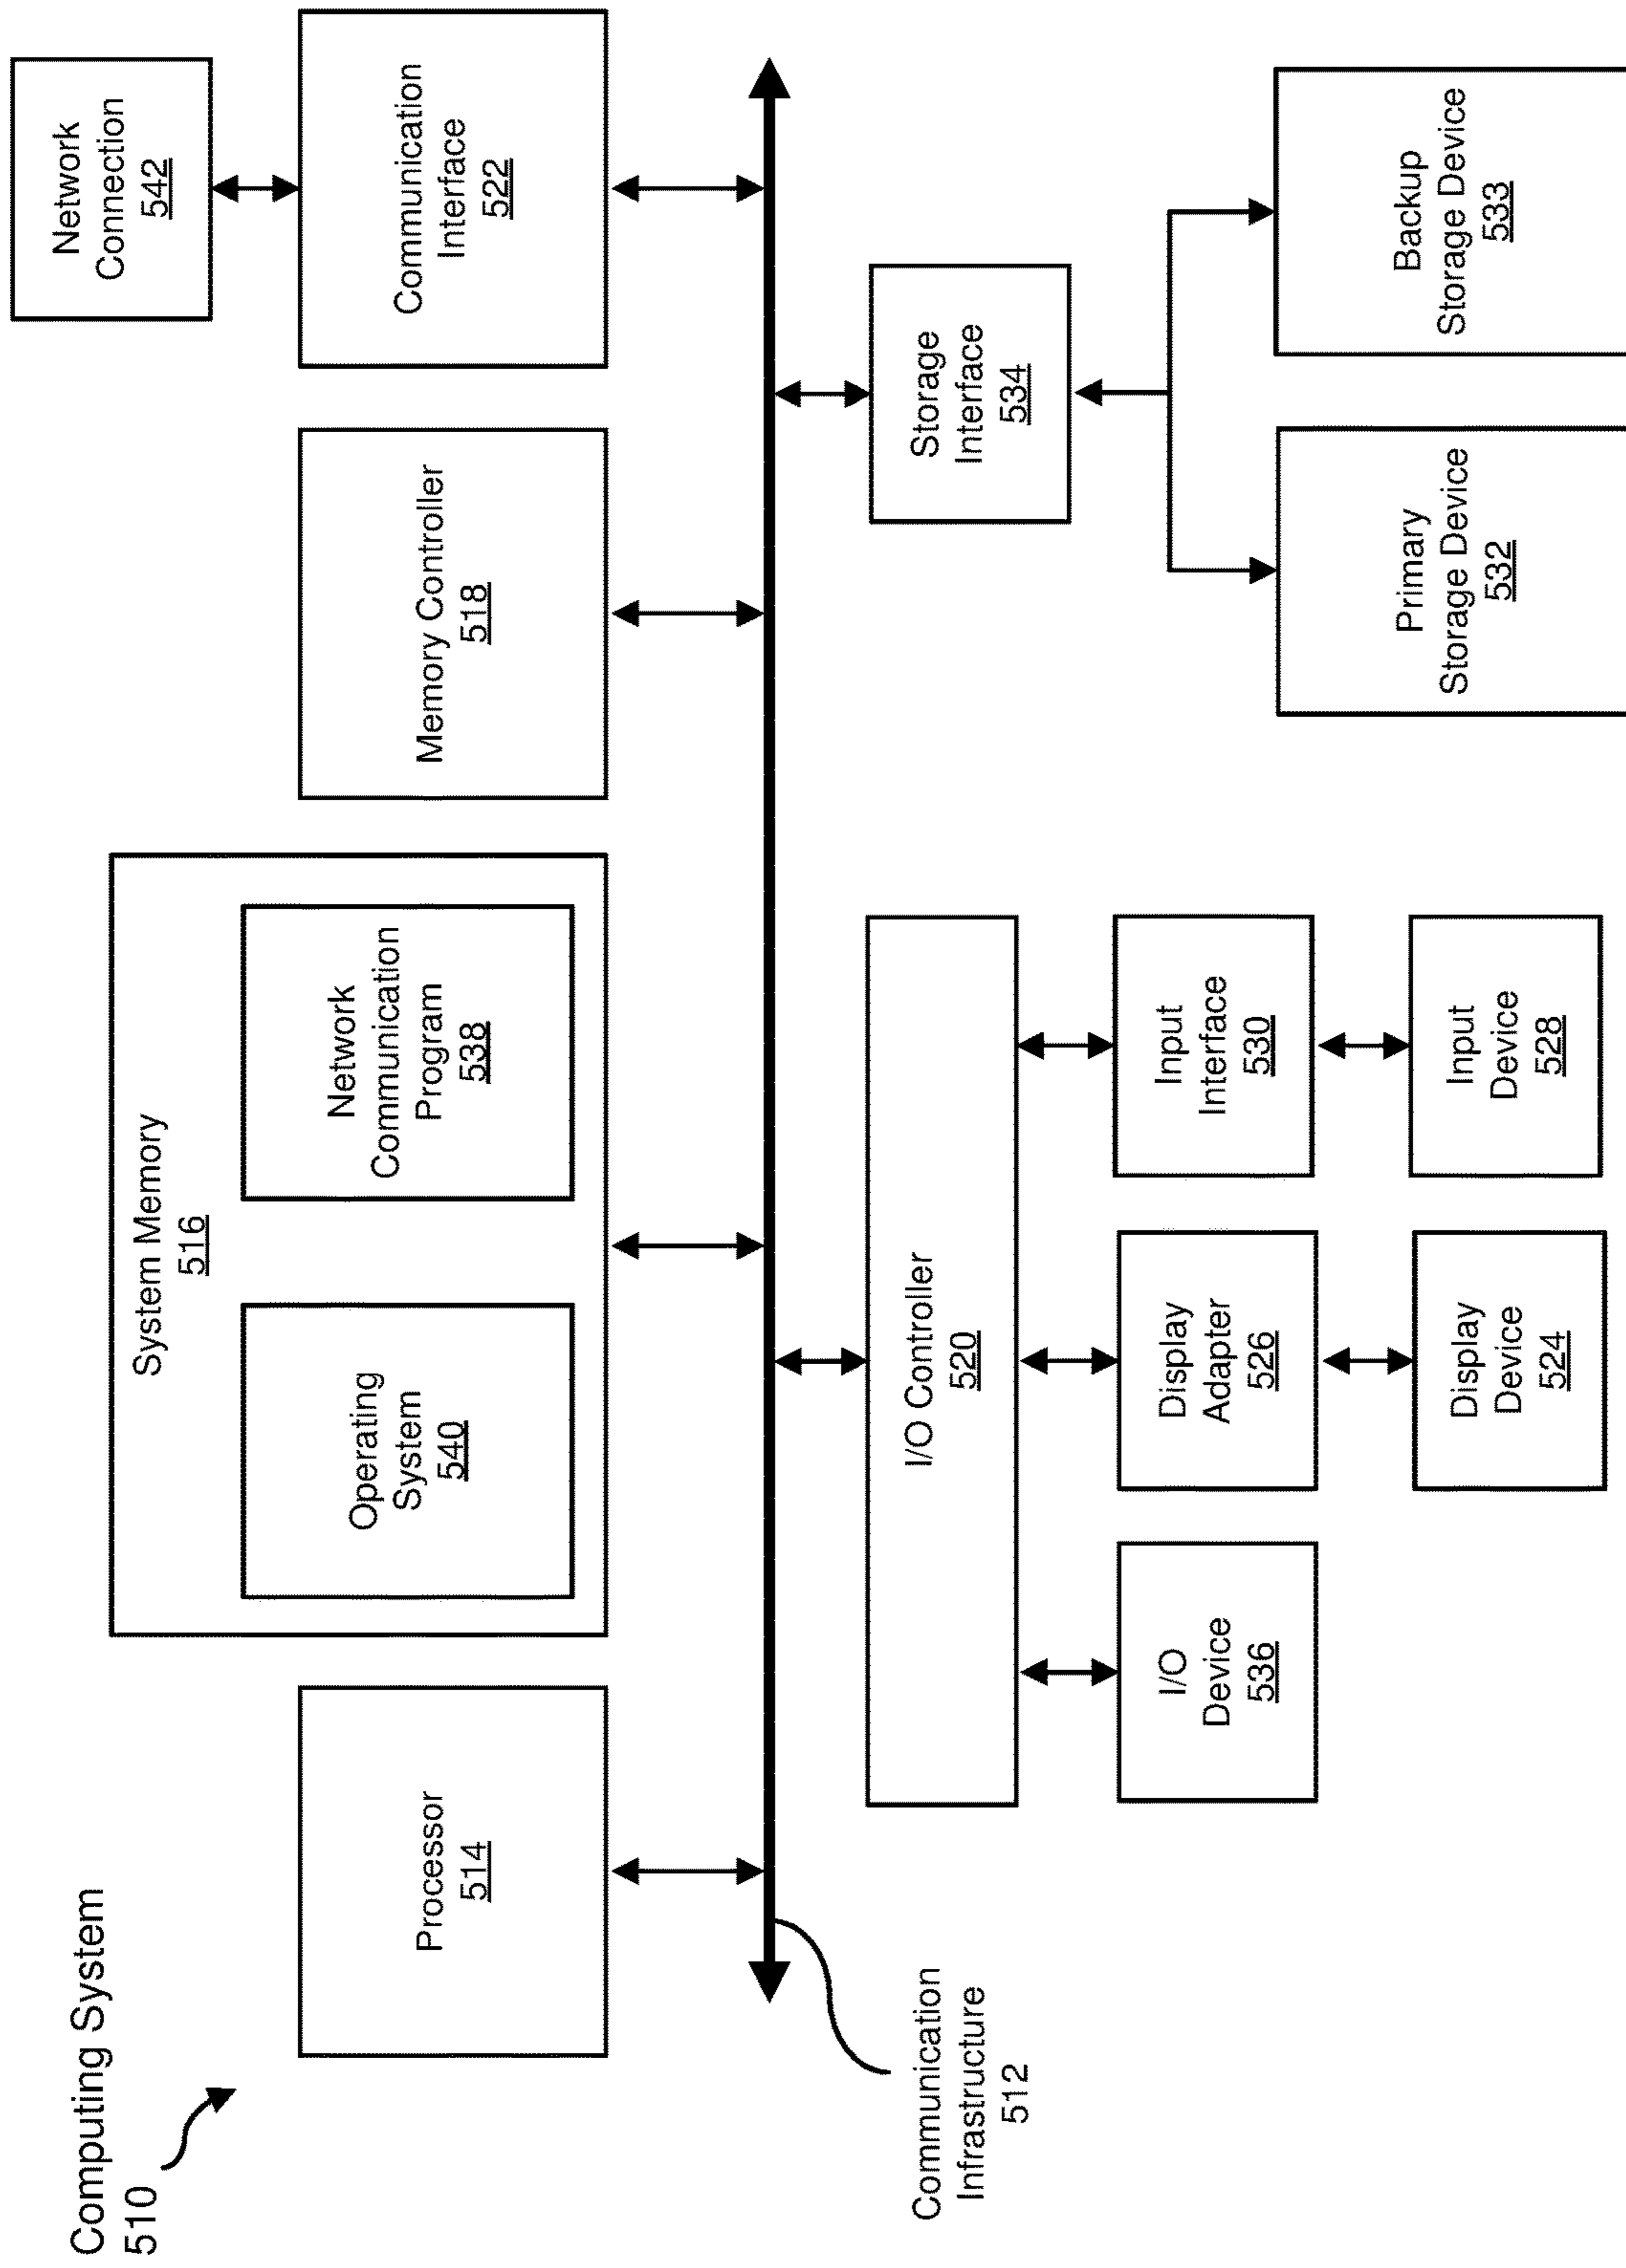 Computing System
510
Processor
514
System Memory
516
Operating
System
540
Network
Communication
Program
538
Memory Controller
518
Network
Connection
542
Communication
Interface
522
Communication
Infrastructure
512
I/O Controller
520
Storage
Interface
534
I/O
Device
536
Display
Adapter
526
Input
Interface
530
Display
Device
524
Input
Device
528
Primary
Storage Device
532
Backup
Storage Device
533